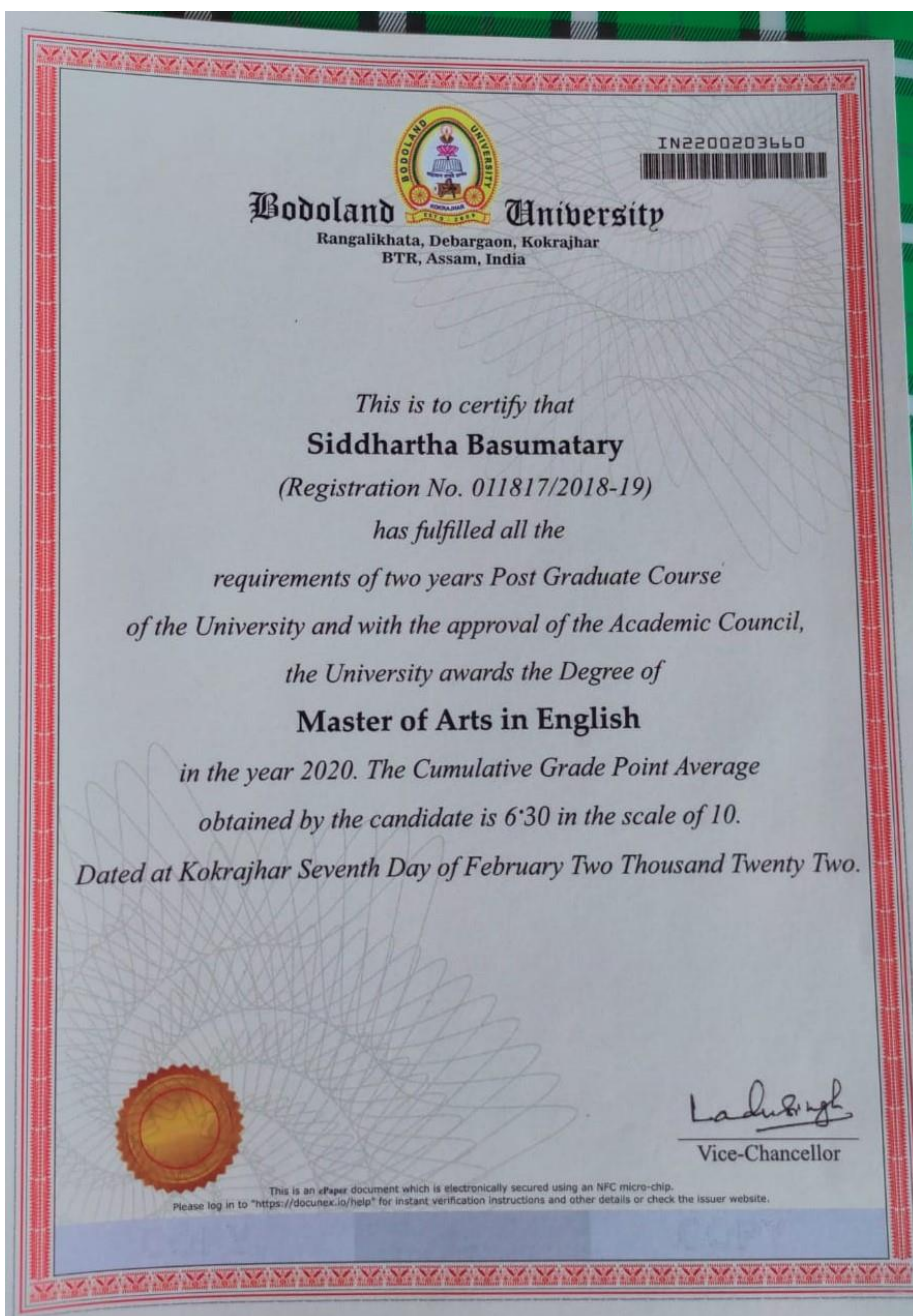 IN2200203660
BODOLAND UNIVERSITY
KOKRAJHAR
ESTD : 2009
Bodoland University
Rangalikhata, Debargaon, Kokrajhar
BTR, Assam, India
This is to certify that
Siddhartha Basumatary
(Registration No. 011817/2018-19)
has fulfilled all the
requirements of two years Post Graduate Course
of the University and with the approval of the Academic Council,
the University awards the Degree of
Master of Arts in English
in the year 2020. The Cumulative Grade Point Average
obtained by the candidate is 6·30 in the scale of 10.
Dated at Kokrajhar Seventh Day of February Two Thousand Twenty Two.
Ladusingh
Vice-Chancellor
This is an ePaper document which is electronically secured using an NFC micro-chip.
Please log in to "https://docunex.io/help" for instant verification instructions and other details or check the issuer website.